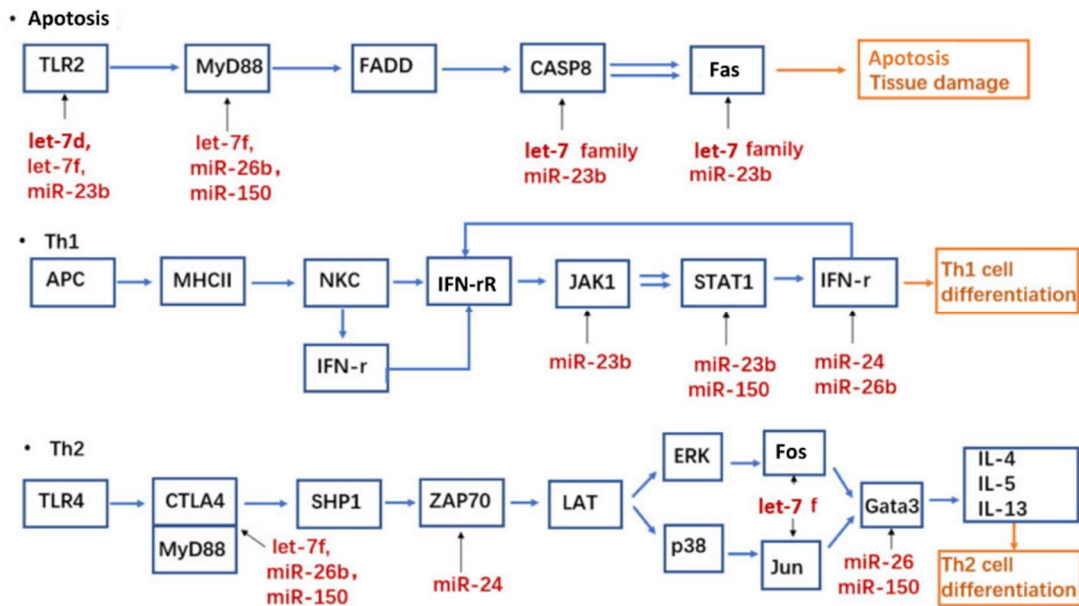 • Apotosis
TLR2
MyD88
FADD
CASP8
Fas
Apotosis
Tissue damage
let-7d,
let-7f,
miR-23b
let-7f,
miR-26b,
miR-150
let-7 family
miR-23b
let-7 family
miR-23b
• Th1
APC
MHCII
NKC
IFN-rR
JAK1
STAT1
IFN-r
Th1 cell
differentiation
IFN-r
miR-23b
miR-23b
miR-150
miR-24
miR-26b
• Th2
TLR4
CTLA4
MyD88
SHP1
ZAP70
LAT
ERK
Fos
p38
Jun
let-7 f
Gata3
IL-4
IL-5
IL-13
let-7f,
miR-26b,
miR-150
miR-24
miR-26
miR-150
Th2 cell
differentiation